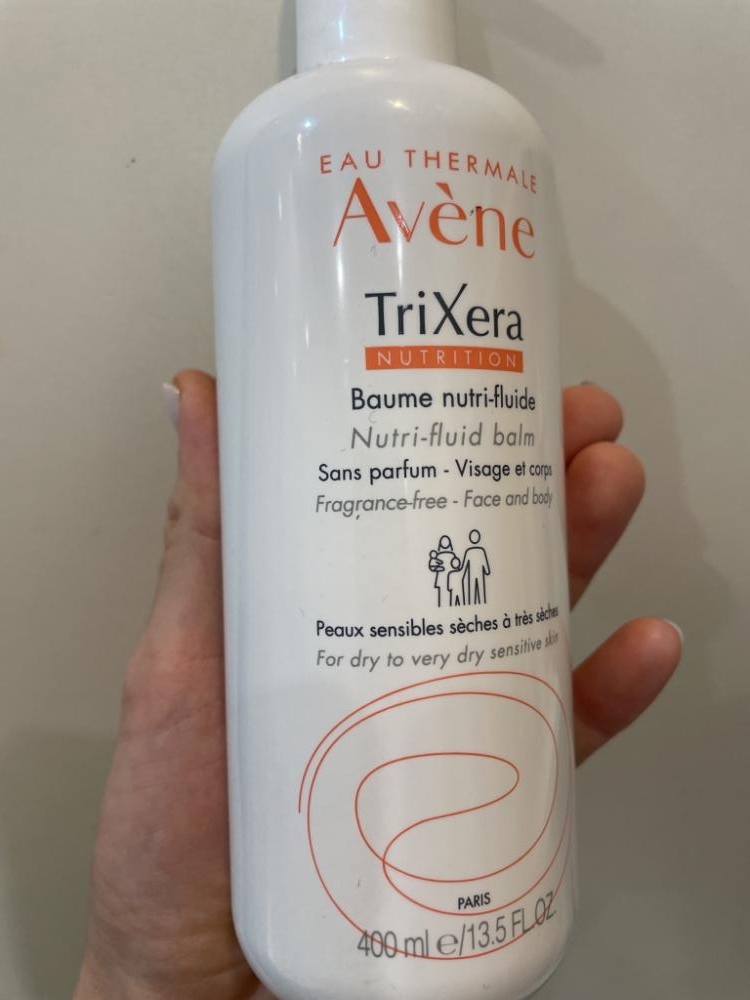 EAU THERMALE
Avène
TriXera
NUTRITION
Baume nutri-fluide
Nutri-fluid balm
Sans parfum - Visage et corps
Fragrance-free - Face and body
Peaux sensibles sèches à très sèches
For dry to very dry sensitive skin
PARIS
400 ml e/13.5 FL.OZ.